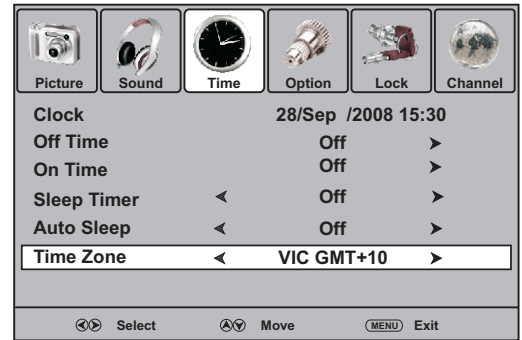 Picture Sound Time Option Lock Channel
Clock 28/Sep /2008 15:30
Off Time Off
On Time Off
Sleep Timer Off
Auto Sleep Off
Time Zone VIC GMT+10
Select Move MENU Exit